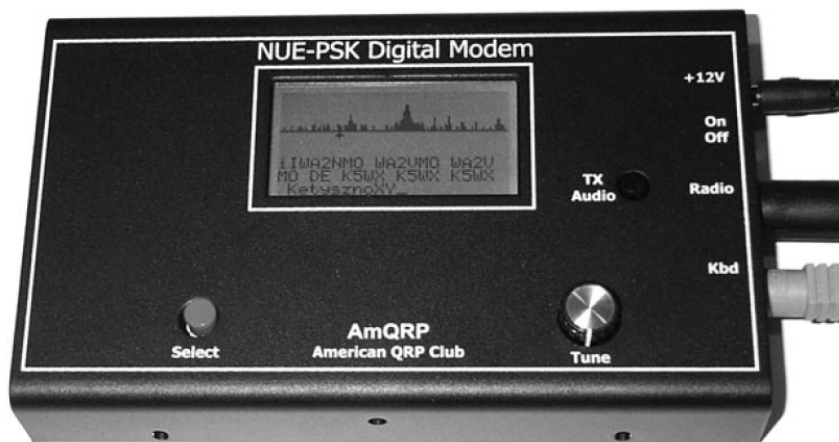 NUE-PSK Digital Modem
+12V
On
Off
iIWA2NMO WA2VMO WA2V
MO DE K5WX K5WX K5WX
KetysznoXY_
TX
Audio
Radio
Kbd
Select
AmQRP
American QRP Club
Tune